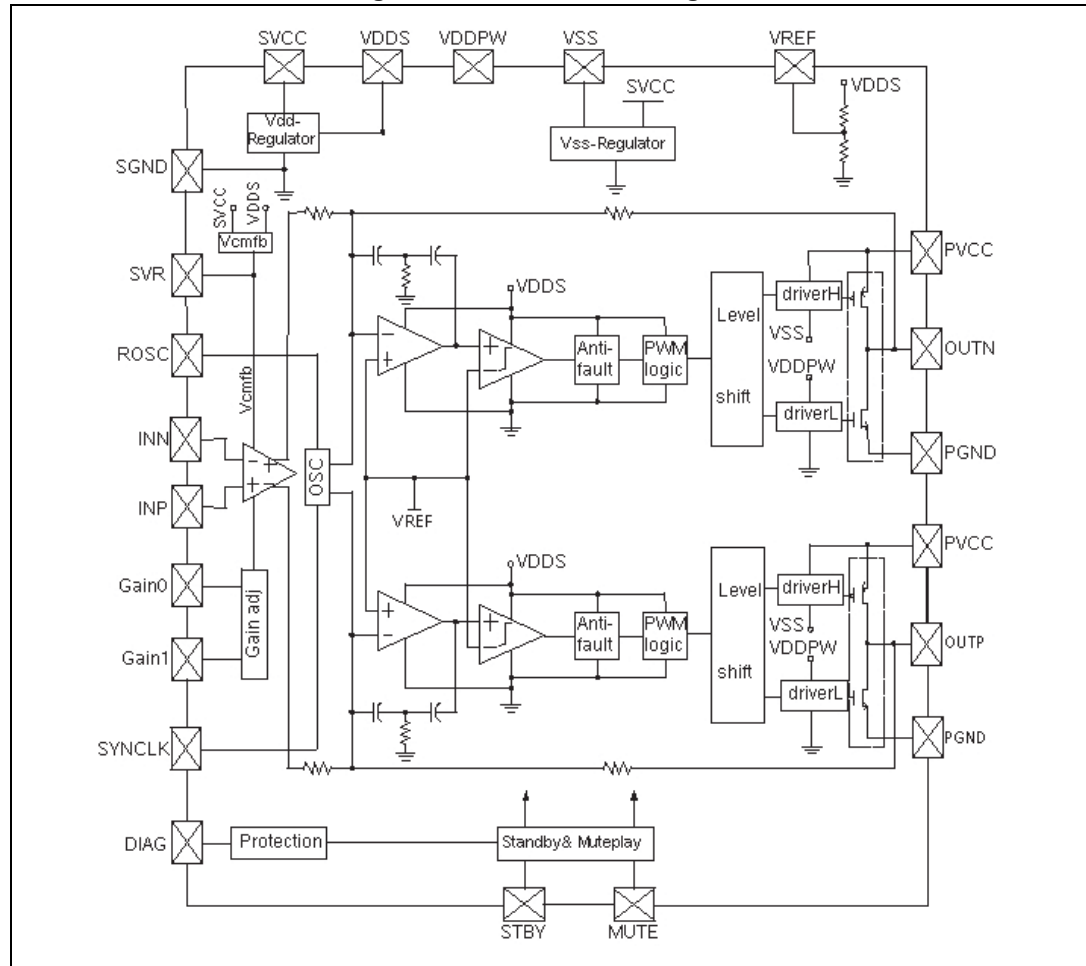 SVCC
VDDS
VDDPW
VSS
VREF
SVCC
VDDS
Vdd-
Regulator
Vss-Regulator
SGND
SVCC
VDDS
Vcmfb
SVR
PVCC
VDDS
driverH
Level
shift
VSS
ROSC
Anti-
fault
PWM
logic
OUTN
VDDPW
Vcmfb
driverL
INN
PGND
OSC
INP
VREF
PVCC
VDDS
Gain0
Level
shift
driverH
Gain adj
Anti-
fault
PWM
logic
VSS
VDDPW
Gain1
OUTP
driverL
SYNCLK
PGND
DIAG
Protection
Standby& Muteplay
STBY
MUTE